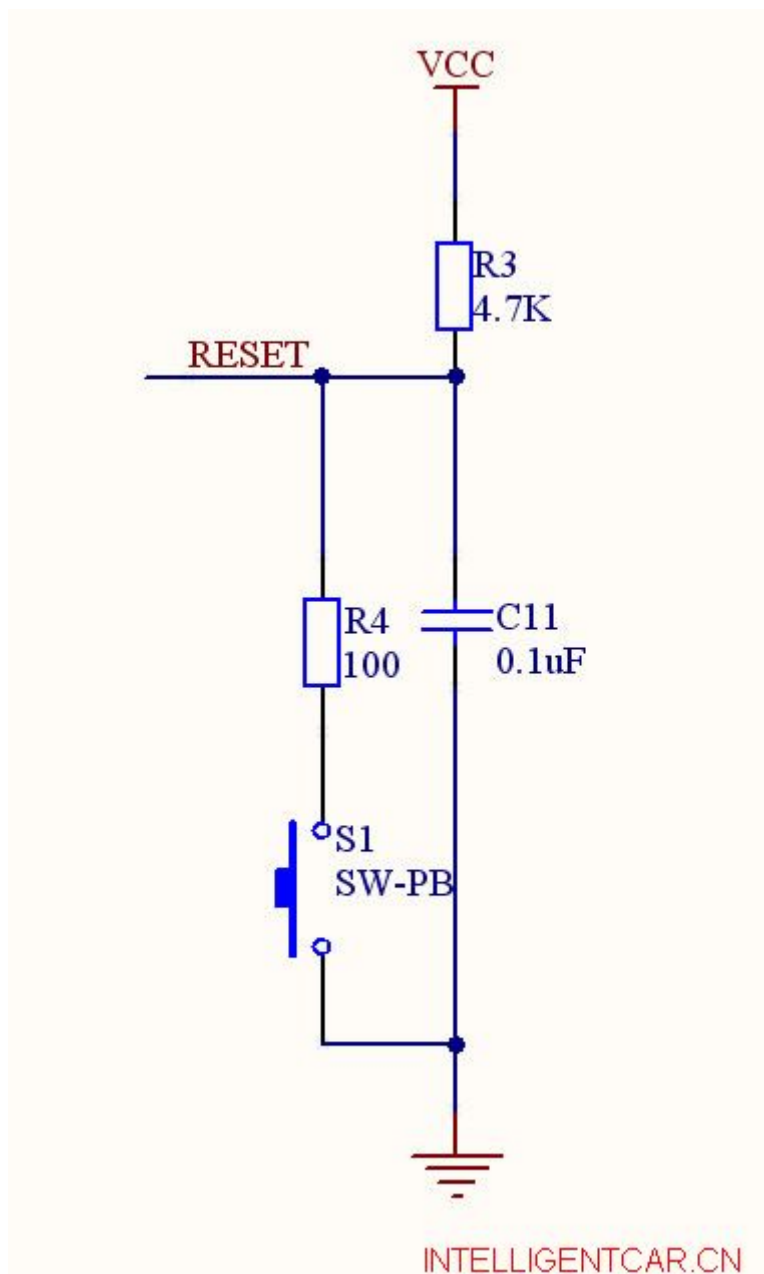 VCC
R3
4.7K
RESET
R4
100
C11
0.1uF
S1
SW-PB
INTELLIGENTCAR.CN